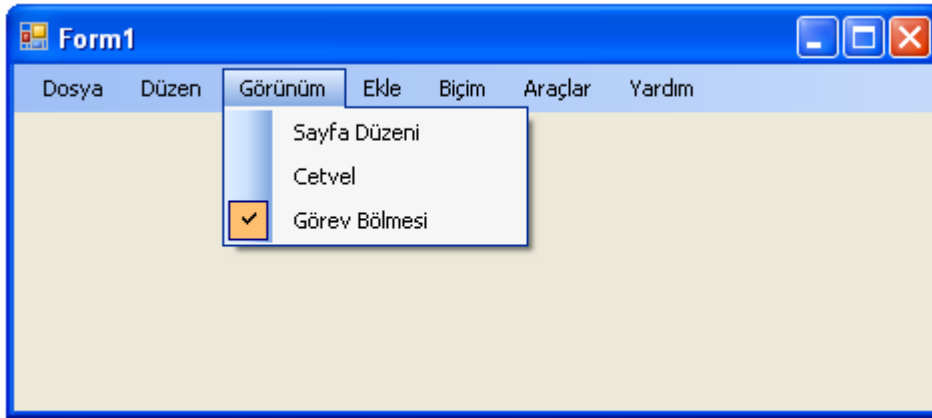 Form1
Dosya Düzen Görünüm Ekle Biçim Araçlar Yardım
Sayfa Düzeni
Cetvel
Görev Bölmesi